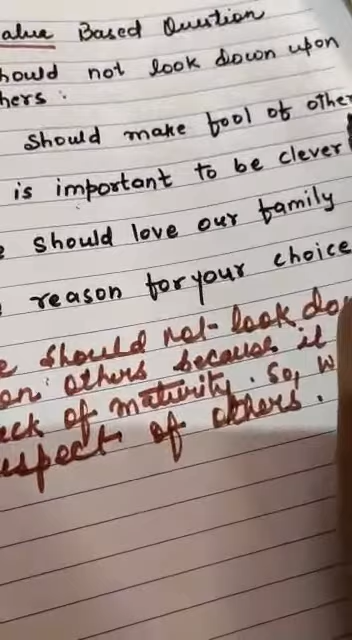 alue Based Question
hould not look down upon
hers :
Should make fool of other
is important to be clever
e should love our family
reason for your choice
e should not look do
on others because it
ack of maturity. So, w
espect of others.